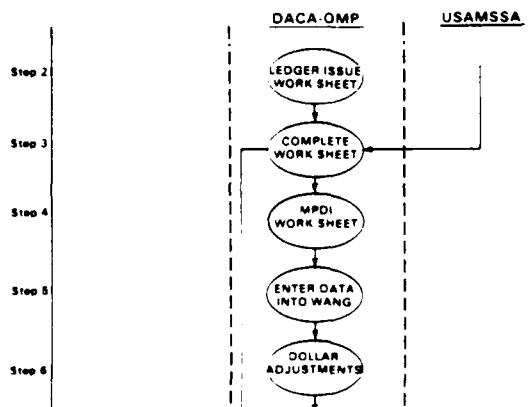 DACA-OMP USAMSSA
Step 2
LEDGER ISSUE
WORK SHEET
Step 3
COMPLETE
WORK SHEET
Step 4
MPDI
WORK SHEET
Step 5
ENTER DATA
INTO WANG
Step 6
DOLLAR
ADJUSTMENTS